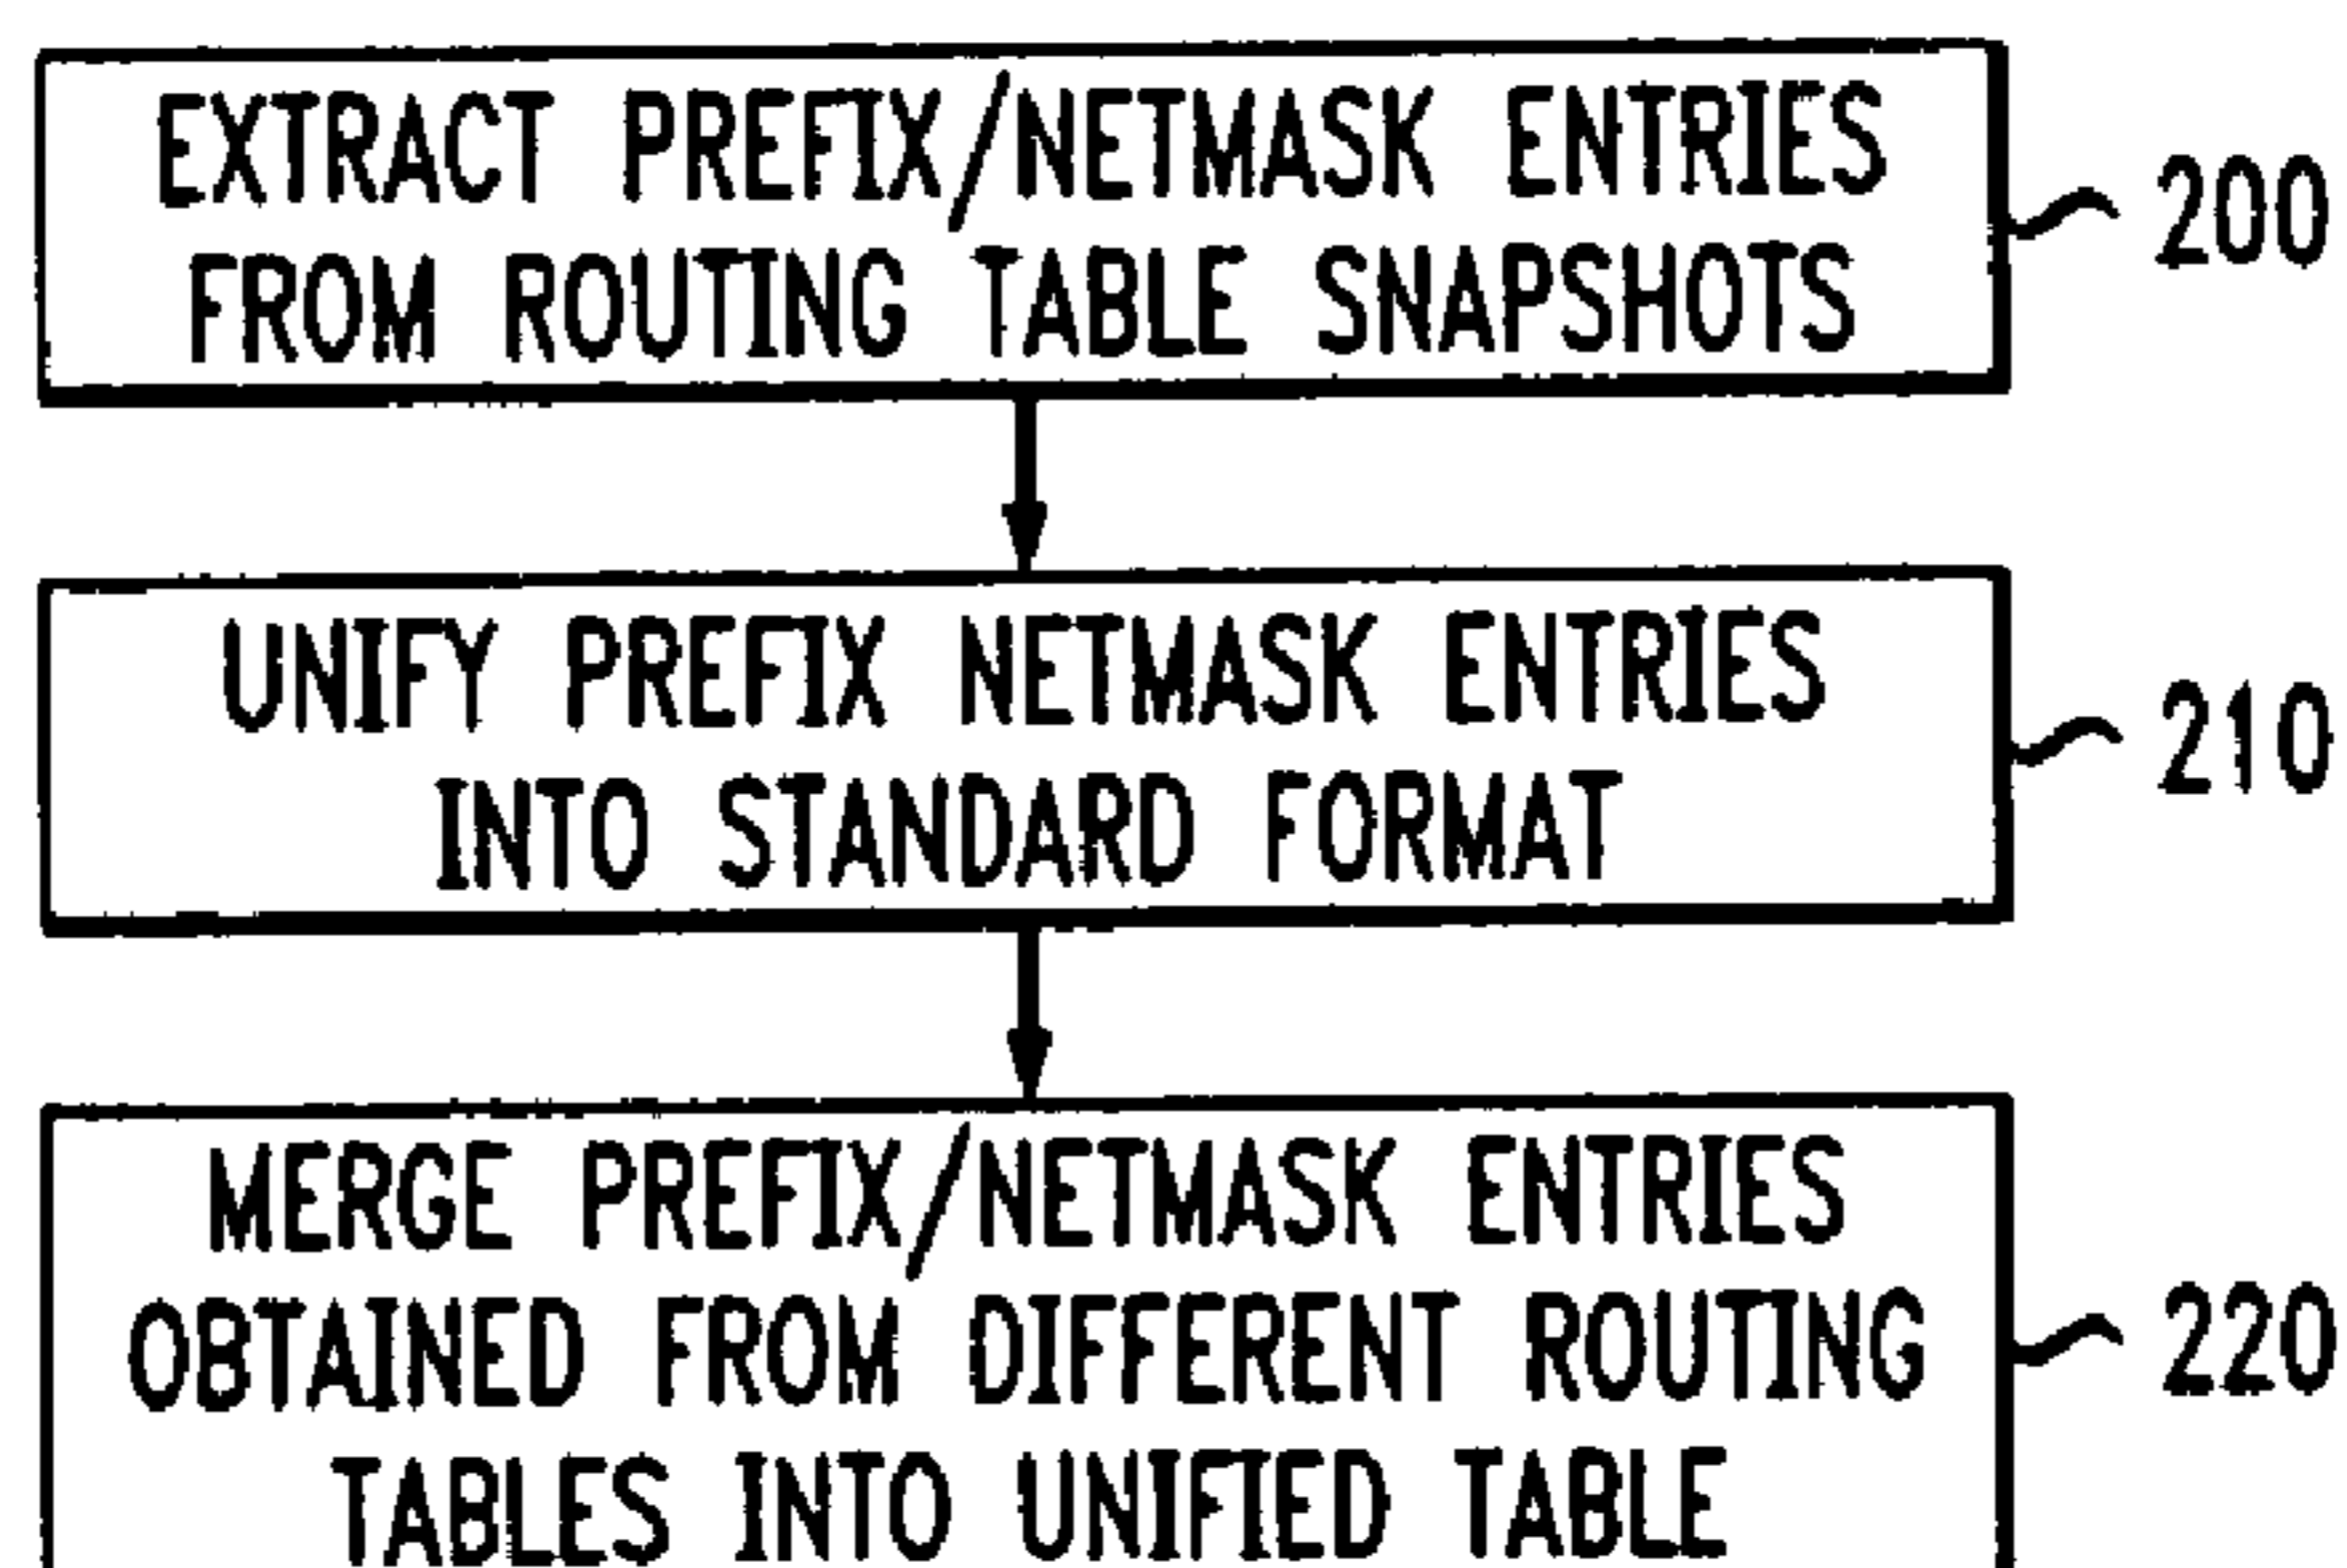 EXTRACT PREFIX/NETMASK ENTRIES
FROM ROUTING TABLE SNAPSHOTS
200
UNIFY PREFIX NETMASK ENTRIES
INTO STANDARD FORMAT
210
MERGE PREFIX/NETMASK ENTRIES
OBTAINED FROM DIFFERENT ROUTING
TABLES INTO UNIFIED TABLE
220